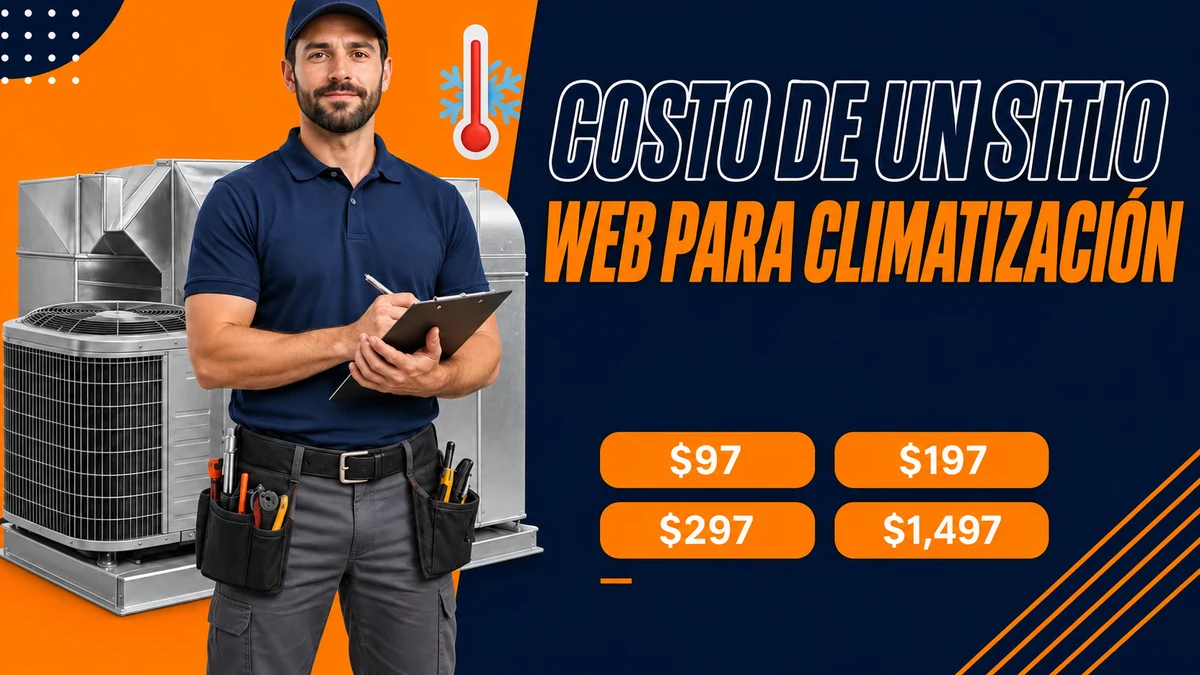 COSTO DE UN SITIO
WEB PARA CLIMATIZACIÓN
$97
$197
$297
$1,497